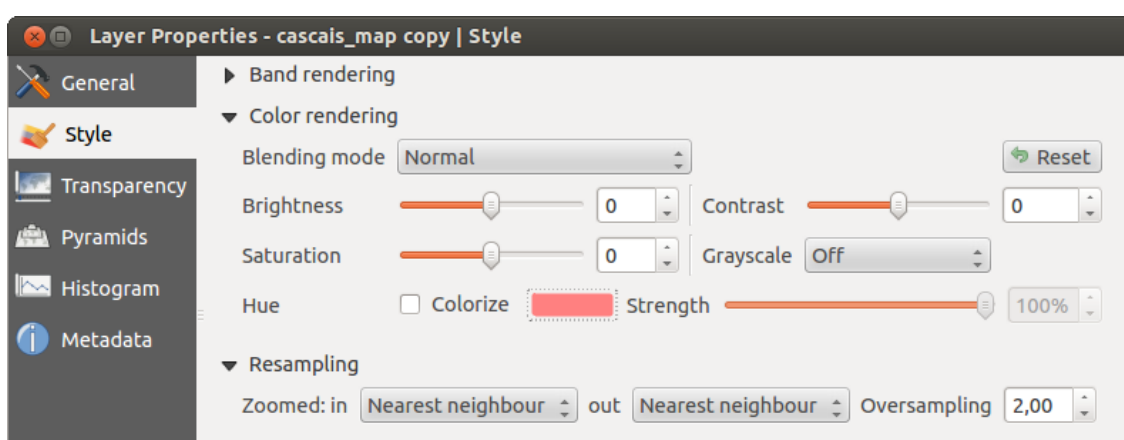 Layer Properties - cascais_map copy | Style
General
Style
Transparency
Pyramids
Histogram
Metadata
Band rendering
Color rendering
Blending mode Normal Reset
Brightness 0 Contrast 0
Saturation 0 Grayscale Off
Hue Colorize Strength 100%
Resampling
Zoomed: in Nearest neighbour out Nearest neighbour Oversampling 2,00